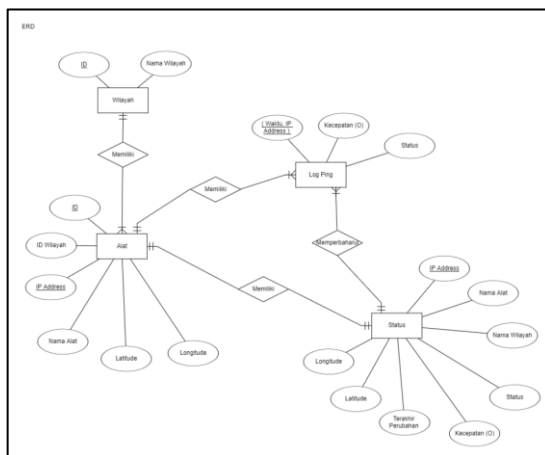 ERD
ID
Nama Wilayah
Wilayah
( Waktu, IP
Address )
Kecepatan (O)
Status
Memiliki
Log Ping
Memiliki
ID
ID Wilayah
Alat
Memperbaharui
IP Address
IP Address
Nama Alat
Memiliki
Nama Alat
Latitude
Longitude
Status
Nama Wilayah
Longitude
Latitude
Terakhir
Perubahan
Kecepatan (O)
Status